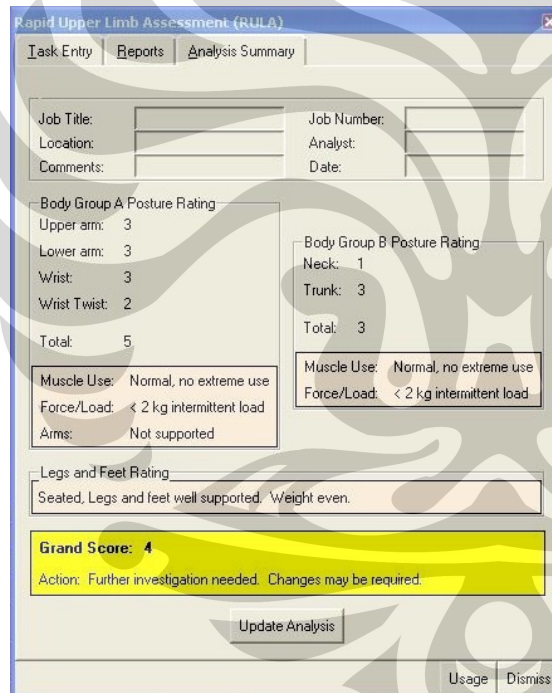 Rapid Upper Limb Assessment (RULA)
Task Entry Reports Analysis Summary
Job Title: Job Number:
Location: Analyst:
Comments: Date:
Body Group A Posture Rating
Upper arm: 3
Lower arm: 3
Wrist: 3
Wrist Twist: 2
Total: 5
Muscle Use: Normal, no extreme use
Force/Load: < 2 kg intermittent load
Arms: Not supported
Body Group B Posture Rating
Neck: 1
Trunk: 3
Total: 3
Muscle Use: Normal, no extreme use
Force/Load: < 2 kg intermittent load
Legs and Feet Rating
Seated, Legs and feet well supported. Weight even.
Grand Score: 4
Action: Further investigation needed. Changes may be required.
Update Analysis
Usage Dismiss